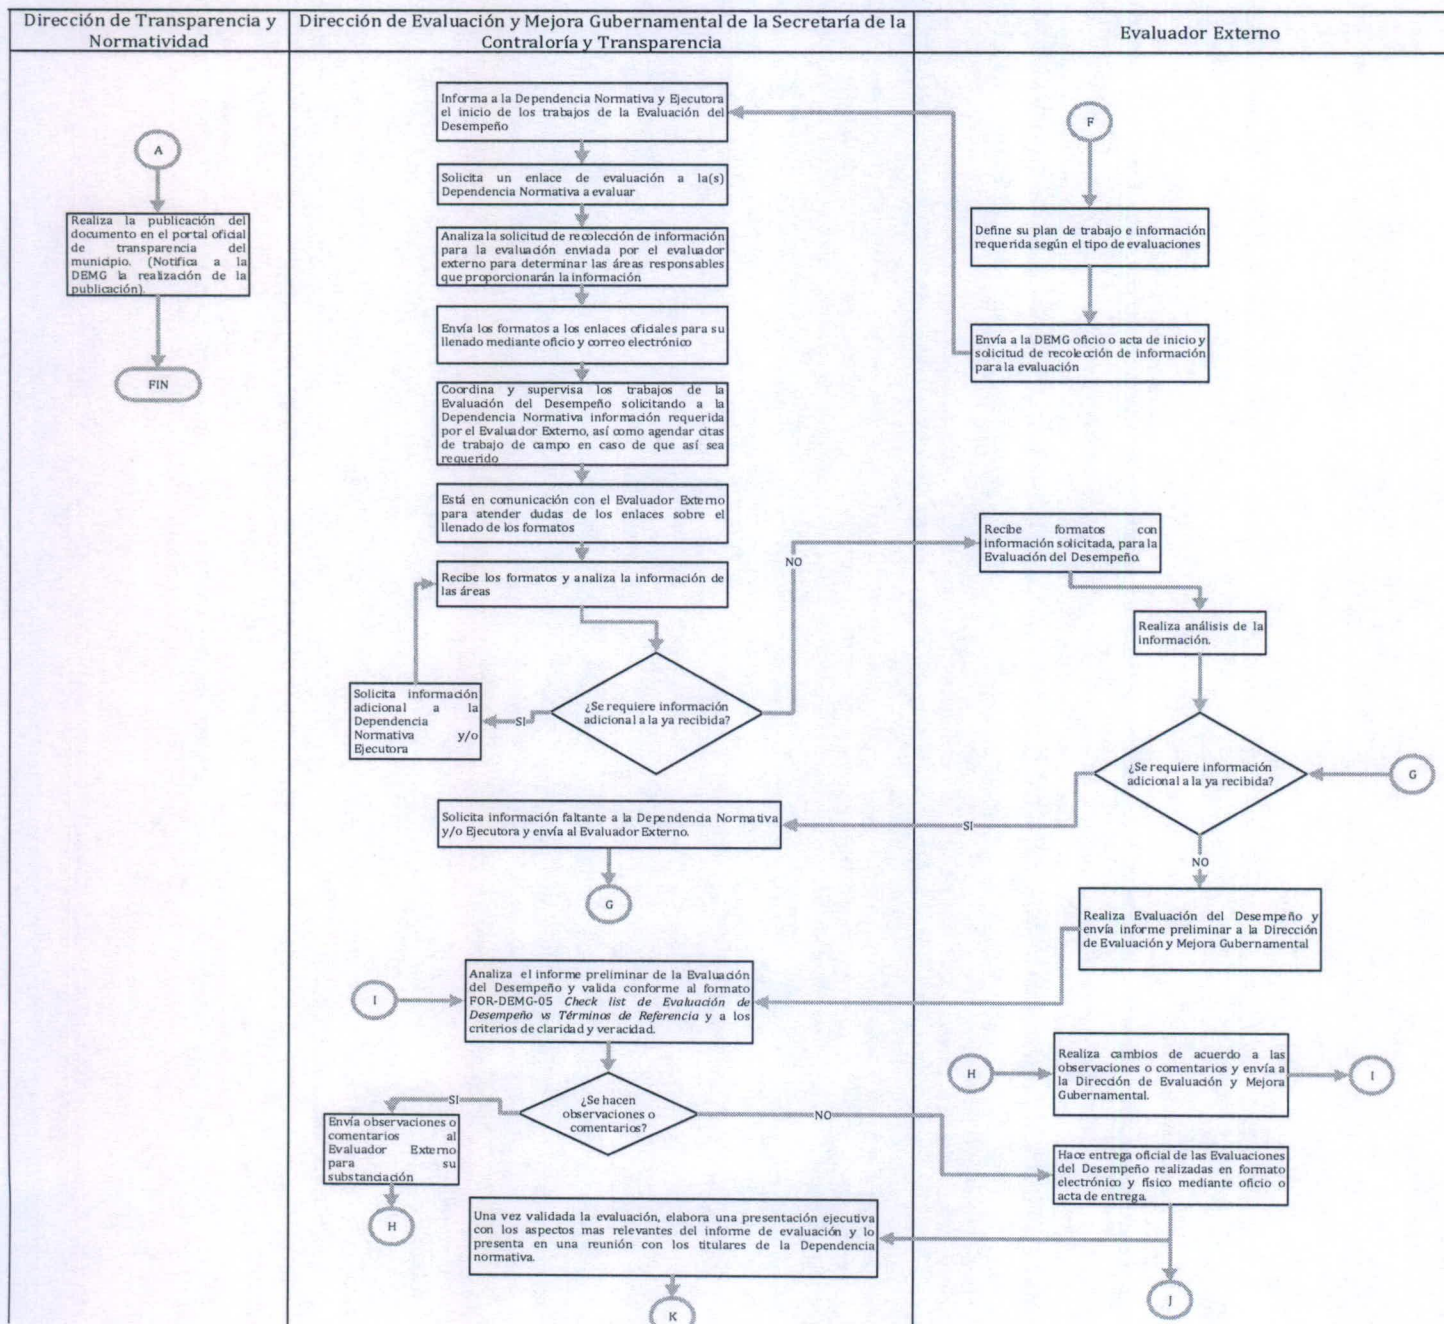 Dirección de Transparencia y
Normatividad
Dirección de Evaluación y Mejora Gubernamental de la Secretaría de la
Contraloría y Transparencia
Evaluador Externo
A
Realiza la publicación del
documento en el portal oficial
de transparencia del
municipio. (Notifica a la
DEMG la realización de la
publicación).
FIN
Informa a la Dependencia Normativa y Ejecutora
el inicio de los trabajos de la Evaluación del
Desempeño
Solicita un enlace de evaluación a la(s)
Dependencia Normativa a evaluar
Analiza la solicitud de recolección de información
para la evaluación enviada por el evaluador
externo para determinar las áreas responsables
que proporcionarán la información
Envía los formatos a los enlaces oficiales para su
llenado mediante oficio y correo electrónico
Coordina y supervisa los trabajos de la
Evaluación del Desempeño solicitando a la
Dependencia Normativa información requerida
por el Evaluador Externo, así como agendar citas
de trabajo de campo en caso de que así sea
requerido
Está en comunicación con el Evaluador Externo
para atender dudas de los enlaces sobre el
llenado de los formatos
Recibe los formatos y analiza la información de
las áreas
¿Se requiere información
adicional a la ya recibida?
SI
NO
Solicita información
adicional a la
Dependencia
Normativa y/o
Ejecutora
Solicita información faltante a la Dependencia Normativa
y/o Ejecutora y envía al Evaluador Externo.
G
I
Analiza el informe preliminar de la Evaluación
del Desempeño y valida conforme al formato
FOR-DEMG-05 Check list de Evaluación de
Desempeño vs Términos de Referencia y a los
criterios de claridad y veracidad.
¿Se hacen
observaciones o
comentarios?
SI
NO
Envía observaciones o
comentarios al
Evaluador Externo
para su
substanciación
H
Una vez validada la evaluación, elabora una presentación ejecutiva
con los aspectos mas relevantes del informe de evaluación y lo
presenta en una reunión con los titulares de la Dependencia
normativa.
K
F
Define su plan de trabajo e información
requerida según el tipo de evaluaciones
Envía a la DEMG oficio o acta de inicio y
solicitud de recolección de información
para la evaluación
Recibe formatos con
información solicitada, para la
Evaluación del Desempeño.
Realiza análisis de la
información.
¿Se requiere información
adicional a la ya recibida?
G
SI
NO
Realiza Evaluación del Desempeño y
envía informe preliminar a la Dirección
de Evaluación y Mejora Gubernamental
H
Realiza cambios de acuerdo a las
observaciones o comentarios y envía a
la Dirección de Evaluación y Mejora
Gubernamental.
I
Hace entrega oficial de las Evaluaciones
del Desempeño realizadas en formato
electrónico y físico mediante oficio o
acta de entrega.
J